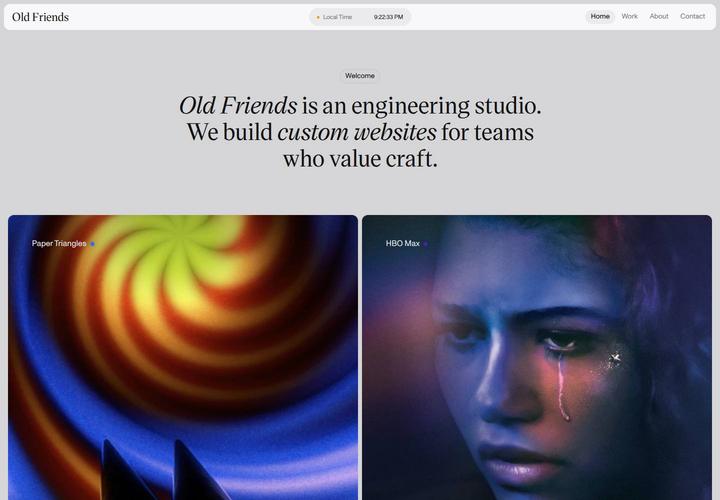 Old Friends
Local Time 9:22:33 PM
Home Work About Contact
Welcome
Old Friends is an engineering studio.
We build custom websites for teams
who value craft.
Paper Triangles
HBO Max